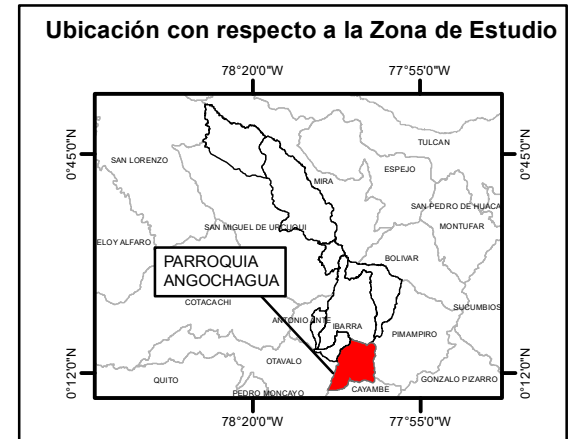 Ubicación con respecto a la Zona de Estudio
78°20'0"W
77°55'0"W
0°45'0"N
0°45'0"N
TULCAN
SAN LORENZO
ESPEJO
MIRA
SAN PEDRO DE HUACA
MONTUFAR
SAN MIGUEL DE URCUQUI
ELOY ALFARO
BOLIVAR
PARROQUIA
ANGOCHAGUA
COTACACHI
SUCUMBIOS
ANTONIO ANTE
IBARRA
PIMAMPIRO
OTAVALO
0°12'0"N
0°12'0"N
QUITO
GONZALO PIZARRO
PEDRO MONCAYO
CAYAMBE
78°20'0"W
77°55'0"W